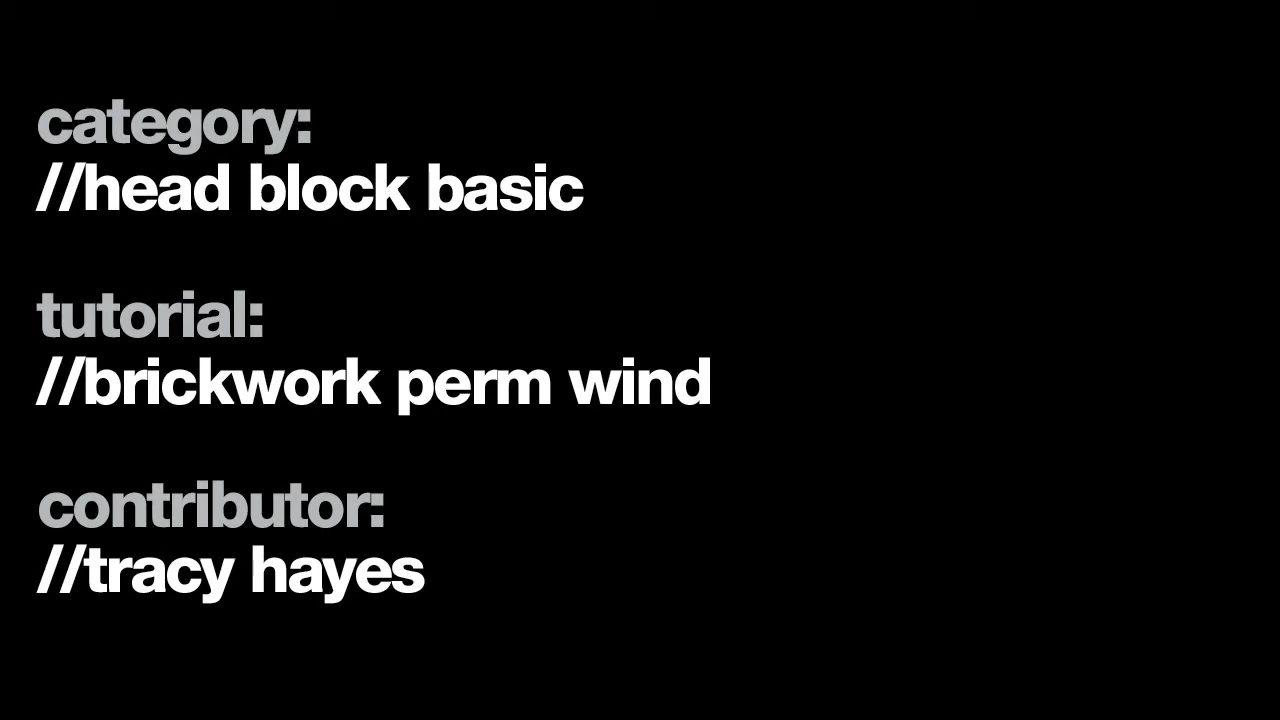 category:
//head block basic
tutorial:
//brickwork perm wind
contributor:
//tracy hayes